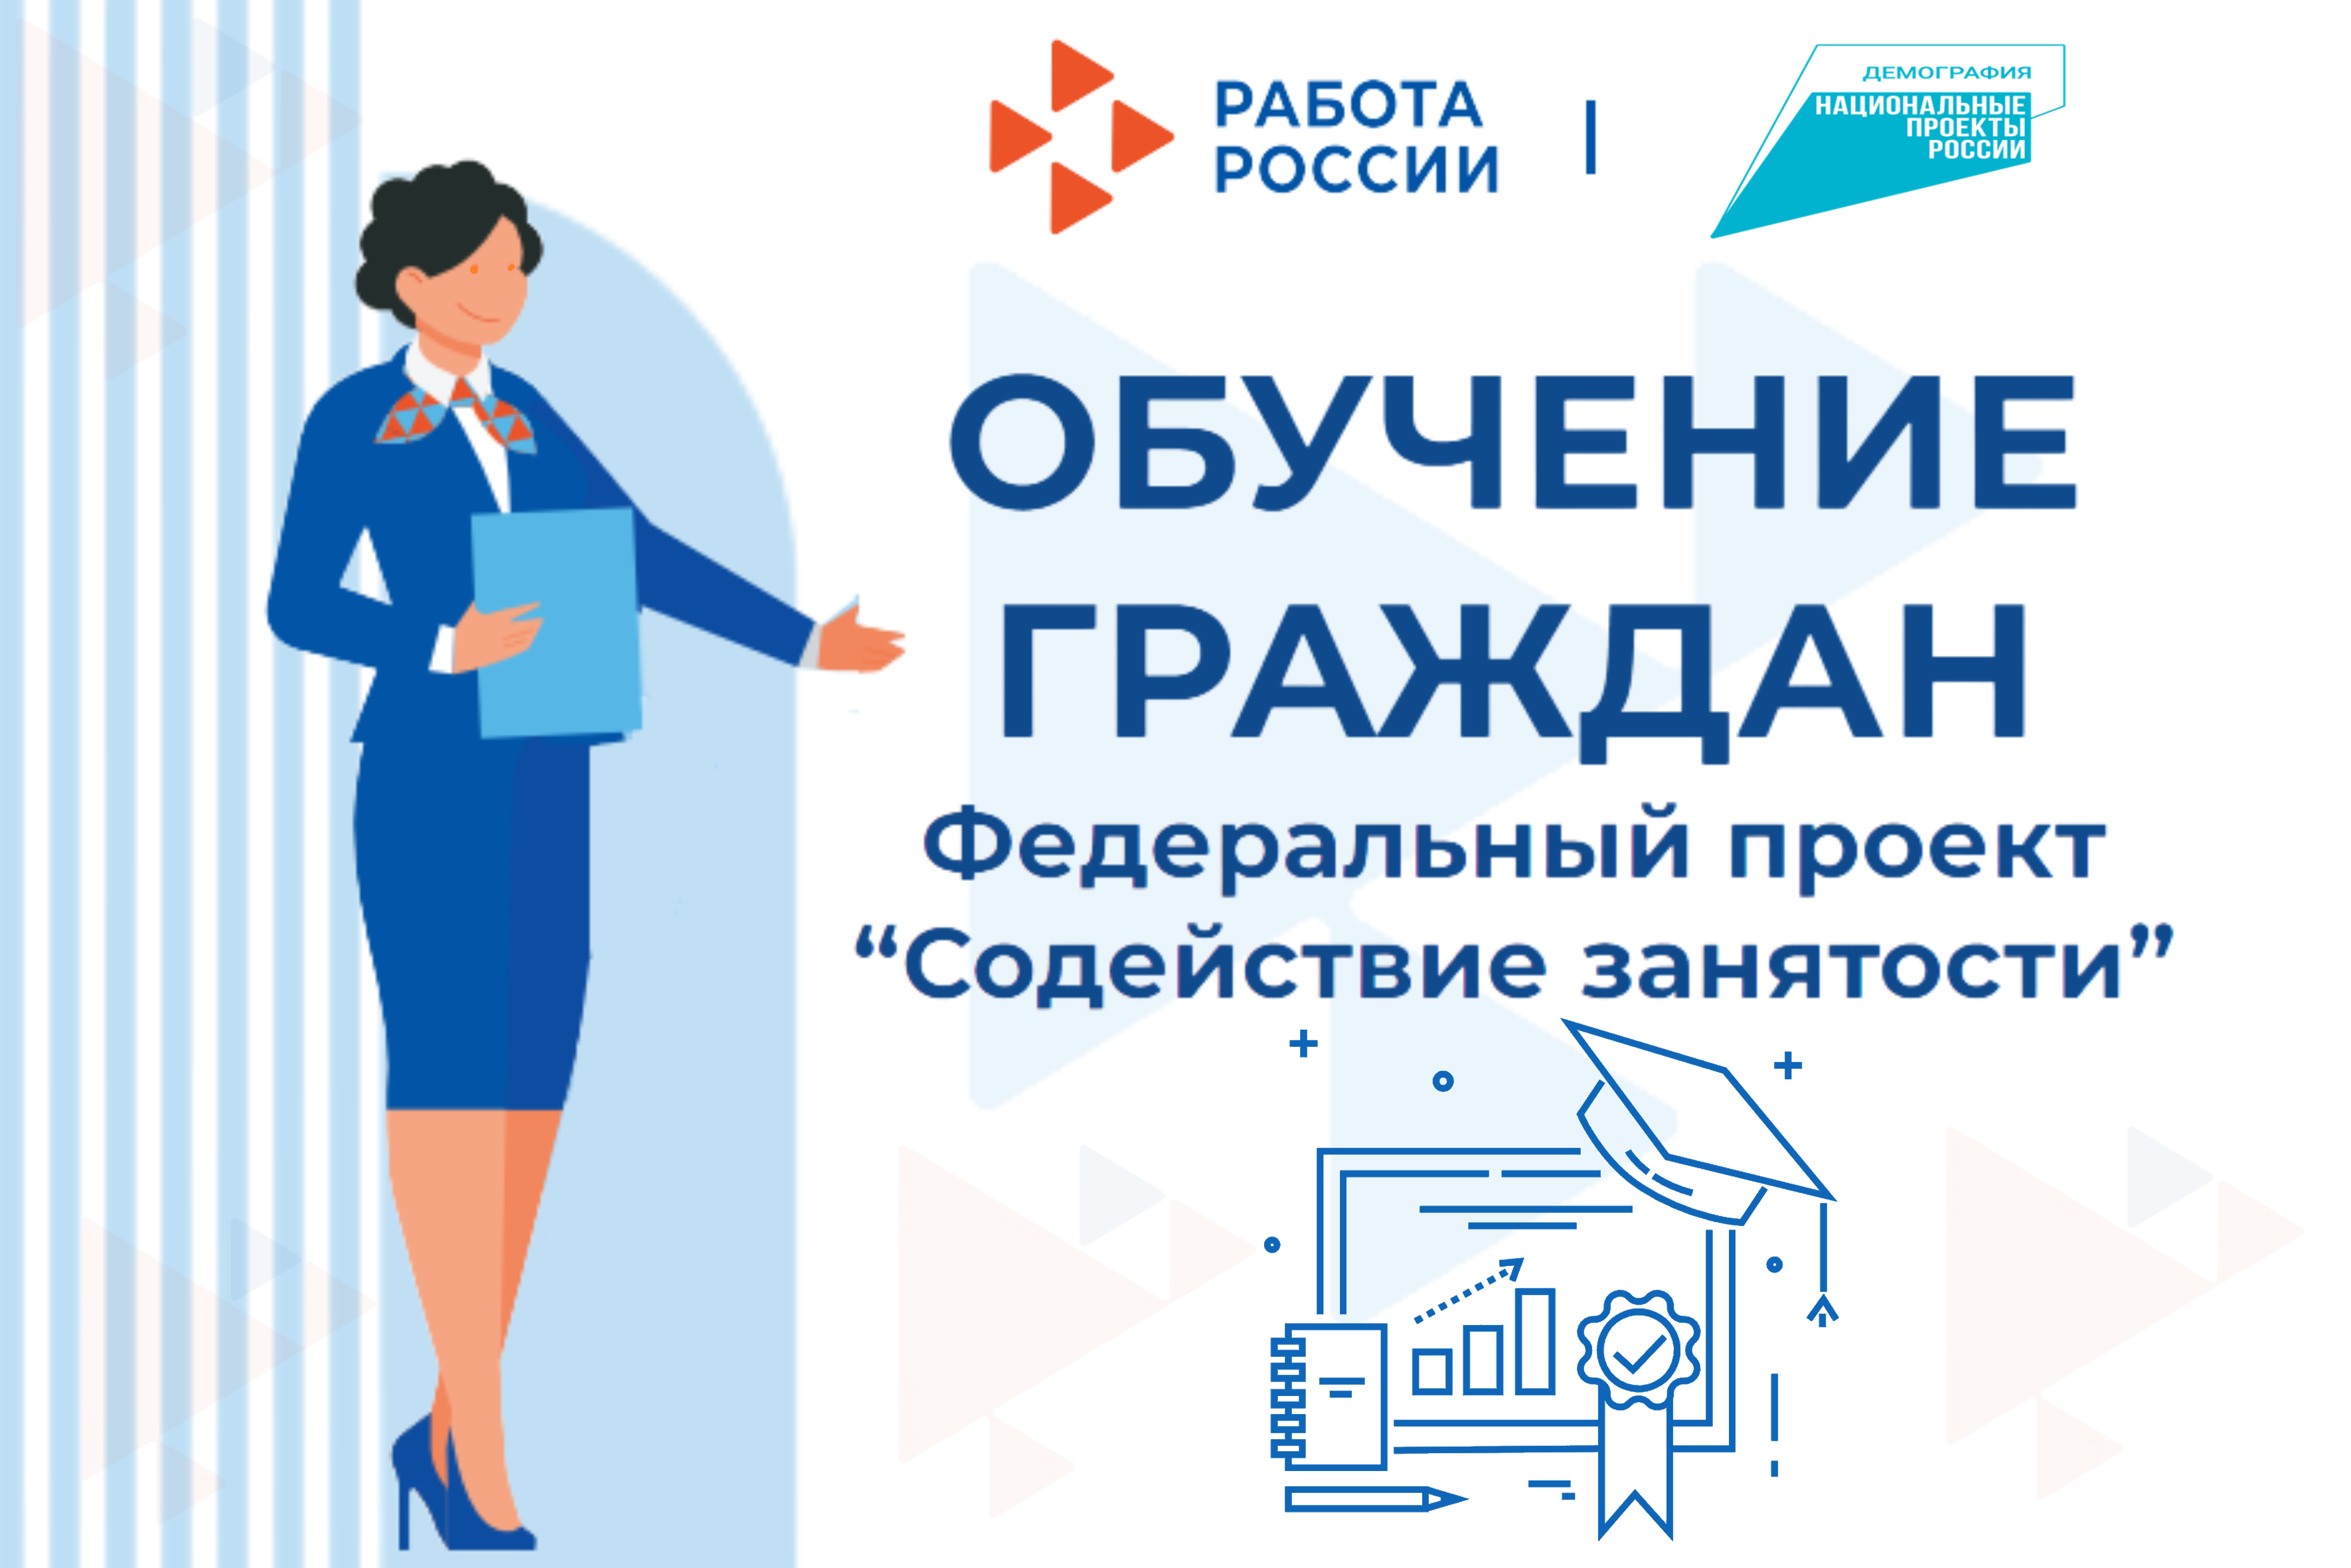 РАБОТА
РОССИИ
ДЕМОГРАФИЯ
НАЦИОНАЛЬНЫЕ
ПРОЕКТЫ
РОССИИ
ОБУЧЕНИЕ
ГРАЖДАН
Федеральный проект
“Содействие занятости”